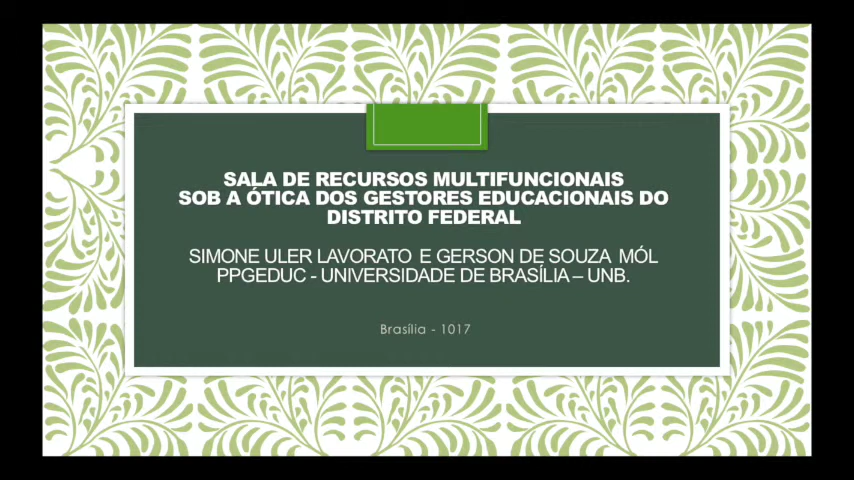 SALA DE RECURSOS MULTIFUNCIONAIS
SOB A ÓTICA DOS GESTORES EDUCACIONAIS DO
DISTRITO FEDERAL
SIMONE ULER LAVORATO E GERSON DE SOUZA MÓL
PPGEDUC - UNIVERSIDADE DE BRASÍLIA – UNB.
Brasília - 1017